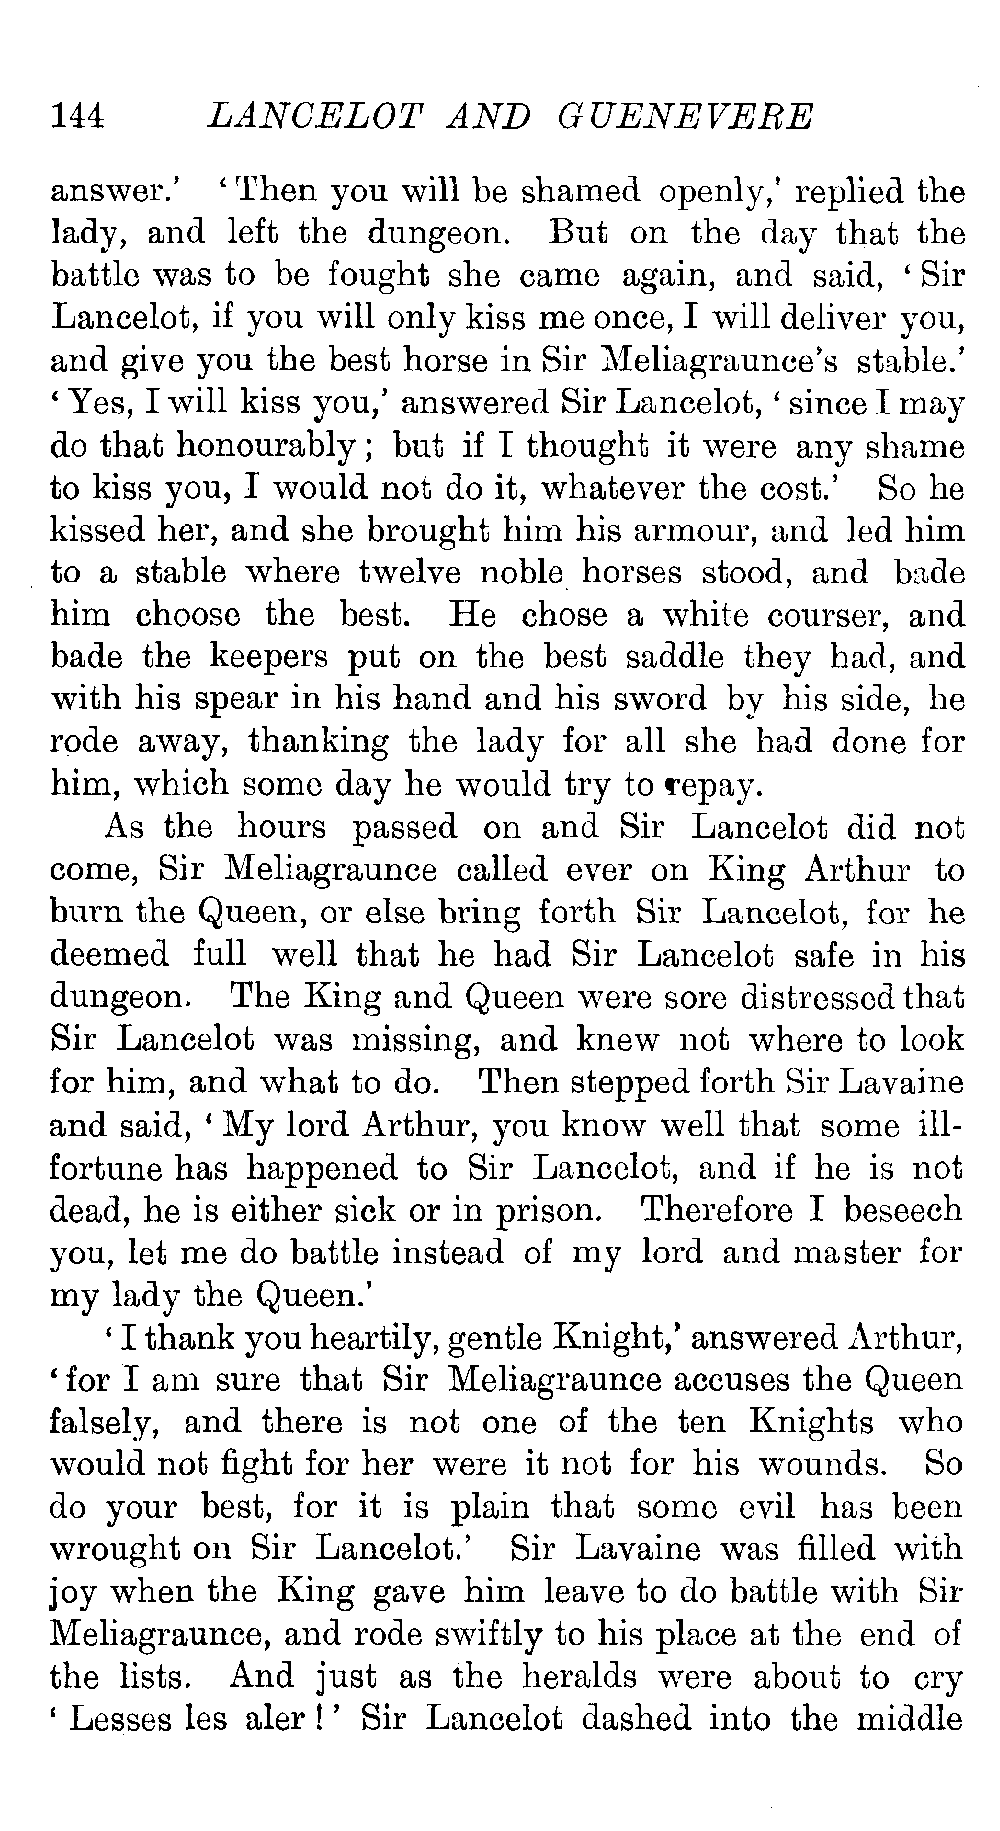 144 LANCELOT AND GUENEVERE
answer.' 'Then you will be shamed openly,' replied the
lady, and left the dungeon. But on the day that the
battle was to be fought she came again, and said, 'Sir
Lancelot, if you will only kiss me once, I will deliver you,
and give you the best horse in Sir Meliagraunce's stable.'
'Yes, I will kiss you,' answered Sir Lancelot, 'since I may
do that honourably; but if I thought it were any shame
to kiss you, I would not do it, whatever the cost.' So he
kissed her, and she brought him his armour, and led him
to a stable where twelve noble horses stood, and bade
him choose the best. He chose a white courser, and
bade the keepers put on the best saddle they had, and
with his spear in his hand and his sword by his side, he
rode away, thanking the lady for all she had done for
him, which some day he would try to repay.
As the hours passed on and Sir Lancelot did not
come, Sir Meliagraunce called ever on King Arthur to
burn the Queen, or else bring forth Sir Lancelot, for he
deemed full well that he had Sir Lancelot safe in his
dungeon. The King and Queen were sore distressed that
Sir Lancelot was missing, and knew not where to look
for him, and what to do. Then stepped forth Sir Lavaine
and said, 'My lord Arthur, you know well that some ill-
fortune has happened to Sir Lancelot, and if he is not
dead, he is either sick or in prison. Therefore I beseech
you, let me do battle instead of my lord and master for
my lady the Queen.'
'I thank you heartily, gentle Knight,' answered Arthur,
'for I am sure that Sir Meliagraunce accuses the Queen
falsely, and there is not one of the ten Knights who
would not fight for her were it not for his wounds. So
do your best, for it is plain that some evil has been
wrought on Sir Lancelot.' Sir Lavaine was filled with
joy when the King gave him leave to do battle with Sir
Meliagraunce, and rode swiftly to his place at the end of
the lists. And just as the heralds were about to cry
'Lesses les aler!' Sir Lancelot dashed into the middle